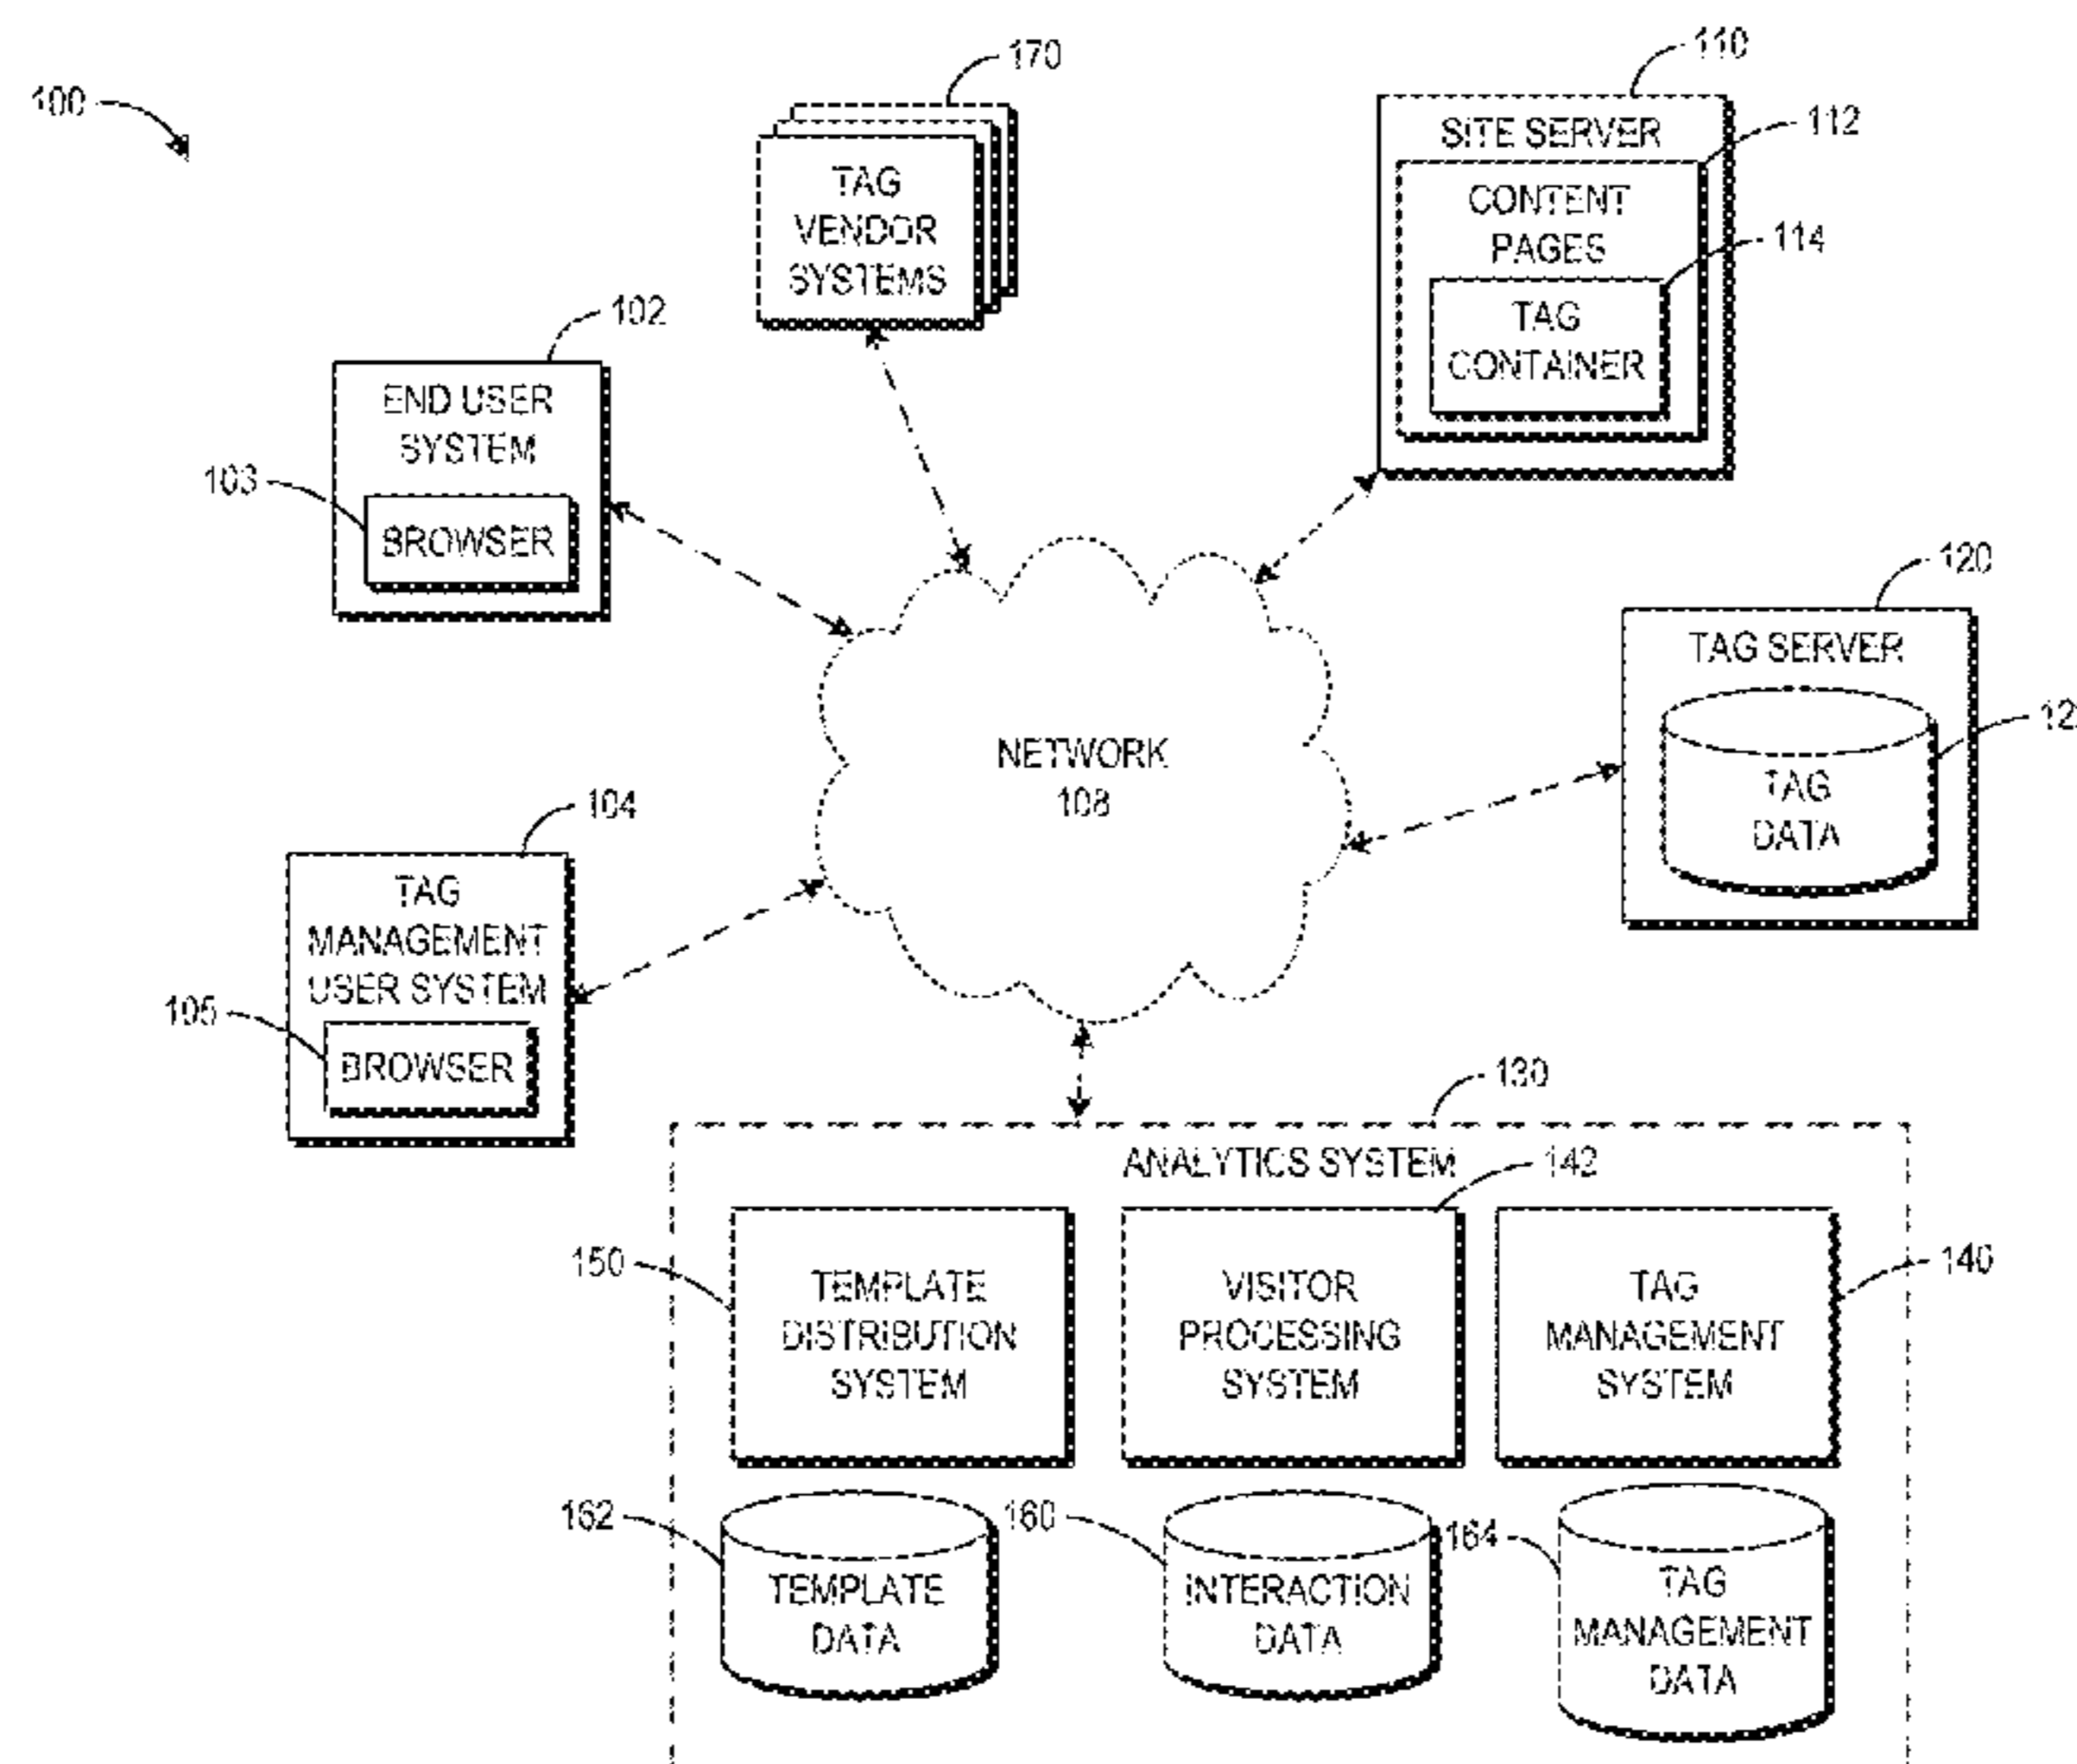 100
170
TAG
VENDOR
SYSTEMS
110
SITE SERVER
112
CONTENT
PAGES
114
TAG
CONTAINER
102
END USER
SYSTEM
103
BROWSER
120
TAG SERVER
TAG
DATA
NETWORK
108
104
TAG
MANAGEMENT
USER SYSTEM
105
BROWSER
130
ANALYTICS SYSTEM
142
150
TEMPLATE
DISTRIBUTION
SYSTEM
VISITOR
PROCESSING
SYSTEM
TAG
MANAGEMENT
SYSTEM
140
162
TEMPLATE
DATA
160
INTERACTION
DATA
164
TAG
MANAGEMENT
DATA